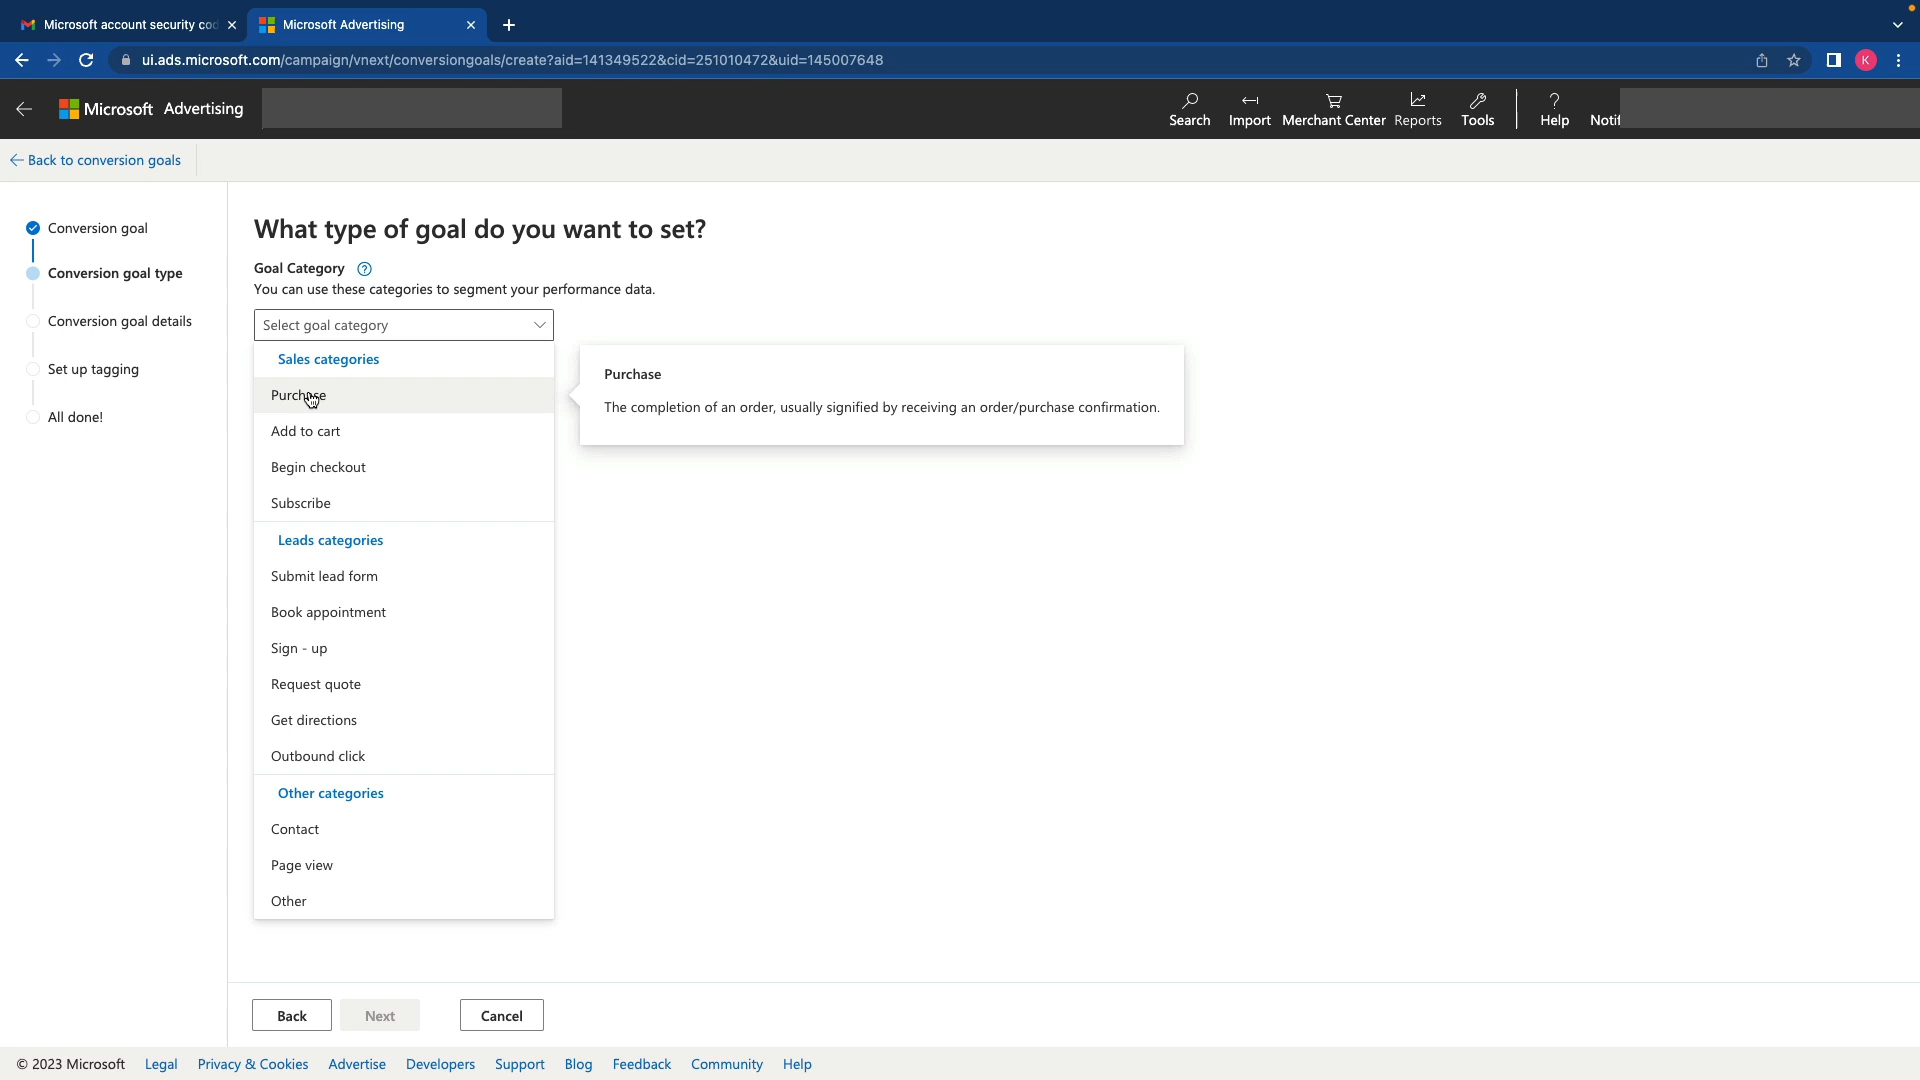 Microsoft account security co
Microsoft Advertising
ui.ads.microsoft.com/campaign/vnext/conversiongoals/create?aid=141349522&cid=251010472&uid=145007648
K
Microsoft Advertising
Search
Import
Merchant Center
Reports
Tools
Help
Notif
Back to conversion goals
Conversion goal
Conversion goal type
Conversion goal details
Set up tagging
All done!
What type of goal do you want to set?
Goal Category
You can use these categories to segment your performance data.
Select goal category
Sales categories
Purchase
Add to cart
Begin checkout
Subscribe
Leads categories
Submit lead form
Book appointment
Sign - up
Request quote
Get directions
Outbound click
Other categories
Contact
Page view
Other
Purchase
The completion of an order, usually signified by receiving an order/purchase confirmation.
Back
Next
Cancel
© 2023 Microsoft Legal Privacy & Cookies Advertise Developers Support Blog Feedback Community Help